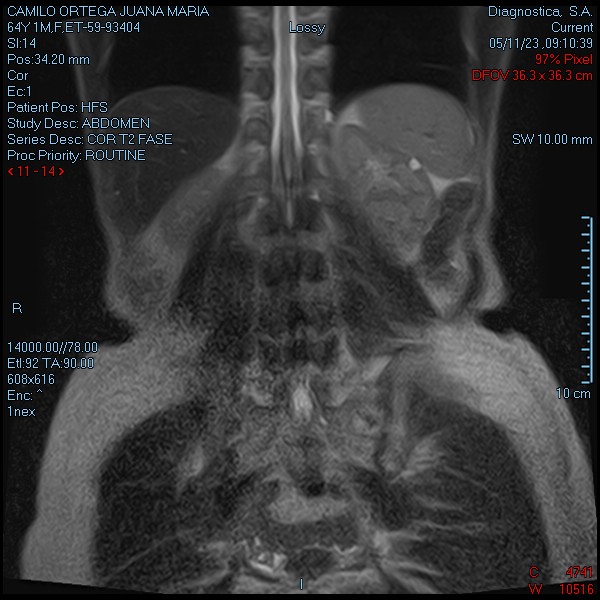 CAMILO ORTEGA JUANA MARIA
64Y 1M,F,ET-59-93404
Sl:14
Pos:34.20 mm
Cor
Ec:1
Patient Pos: HFS
Study Desc: ABDOMEN
Series Desc: COR T2 FASE
Proc Priority: ROUTINE
< 11 - 14 >
Lossy
Diagnostica, S.A.
Current
05/11/23 ,09:10:39
97% Pixel
DFOV 36.3 x 36.3 cm
SW 10.00 mm
R
14000.00//78.00
Etl:92 TA:90.00
608x616
Enc: ^
1nex
10 cm
I
C 4741
W 10516